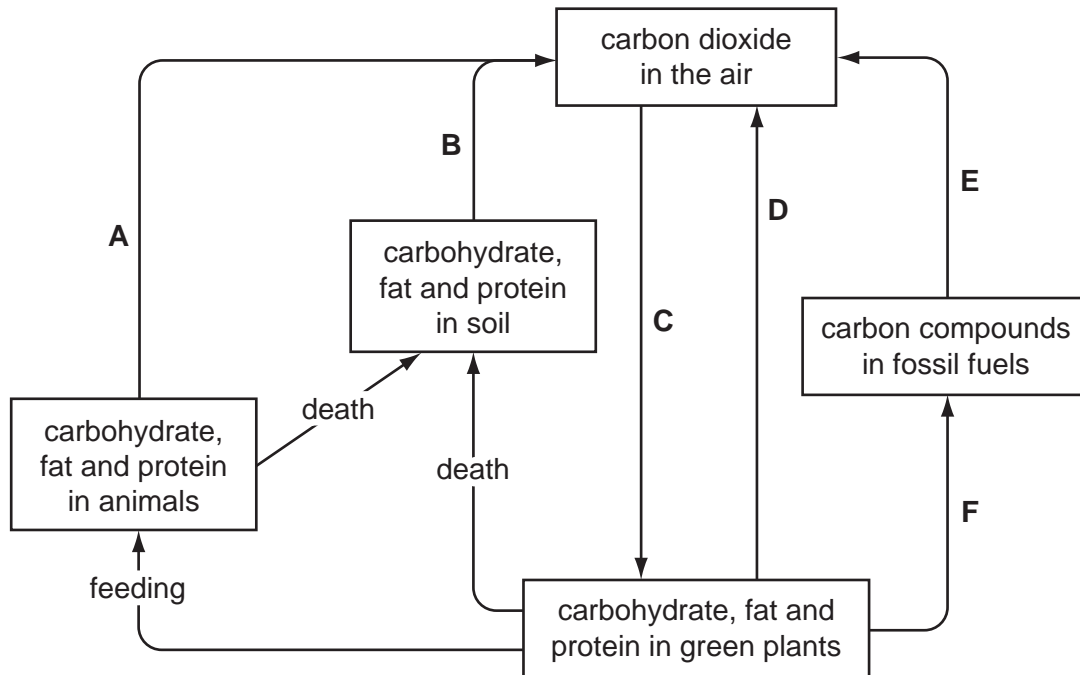 carbon dioxide
in the air
A
B
C
D
E
carbohydrate,
fat and protein
in soil
carbon compounds
in fossil fuels
death
carbohydrate,
fat and protein
in animals
death
F
feeding
carbohydrate, fat and
protein in green plants